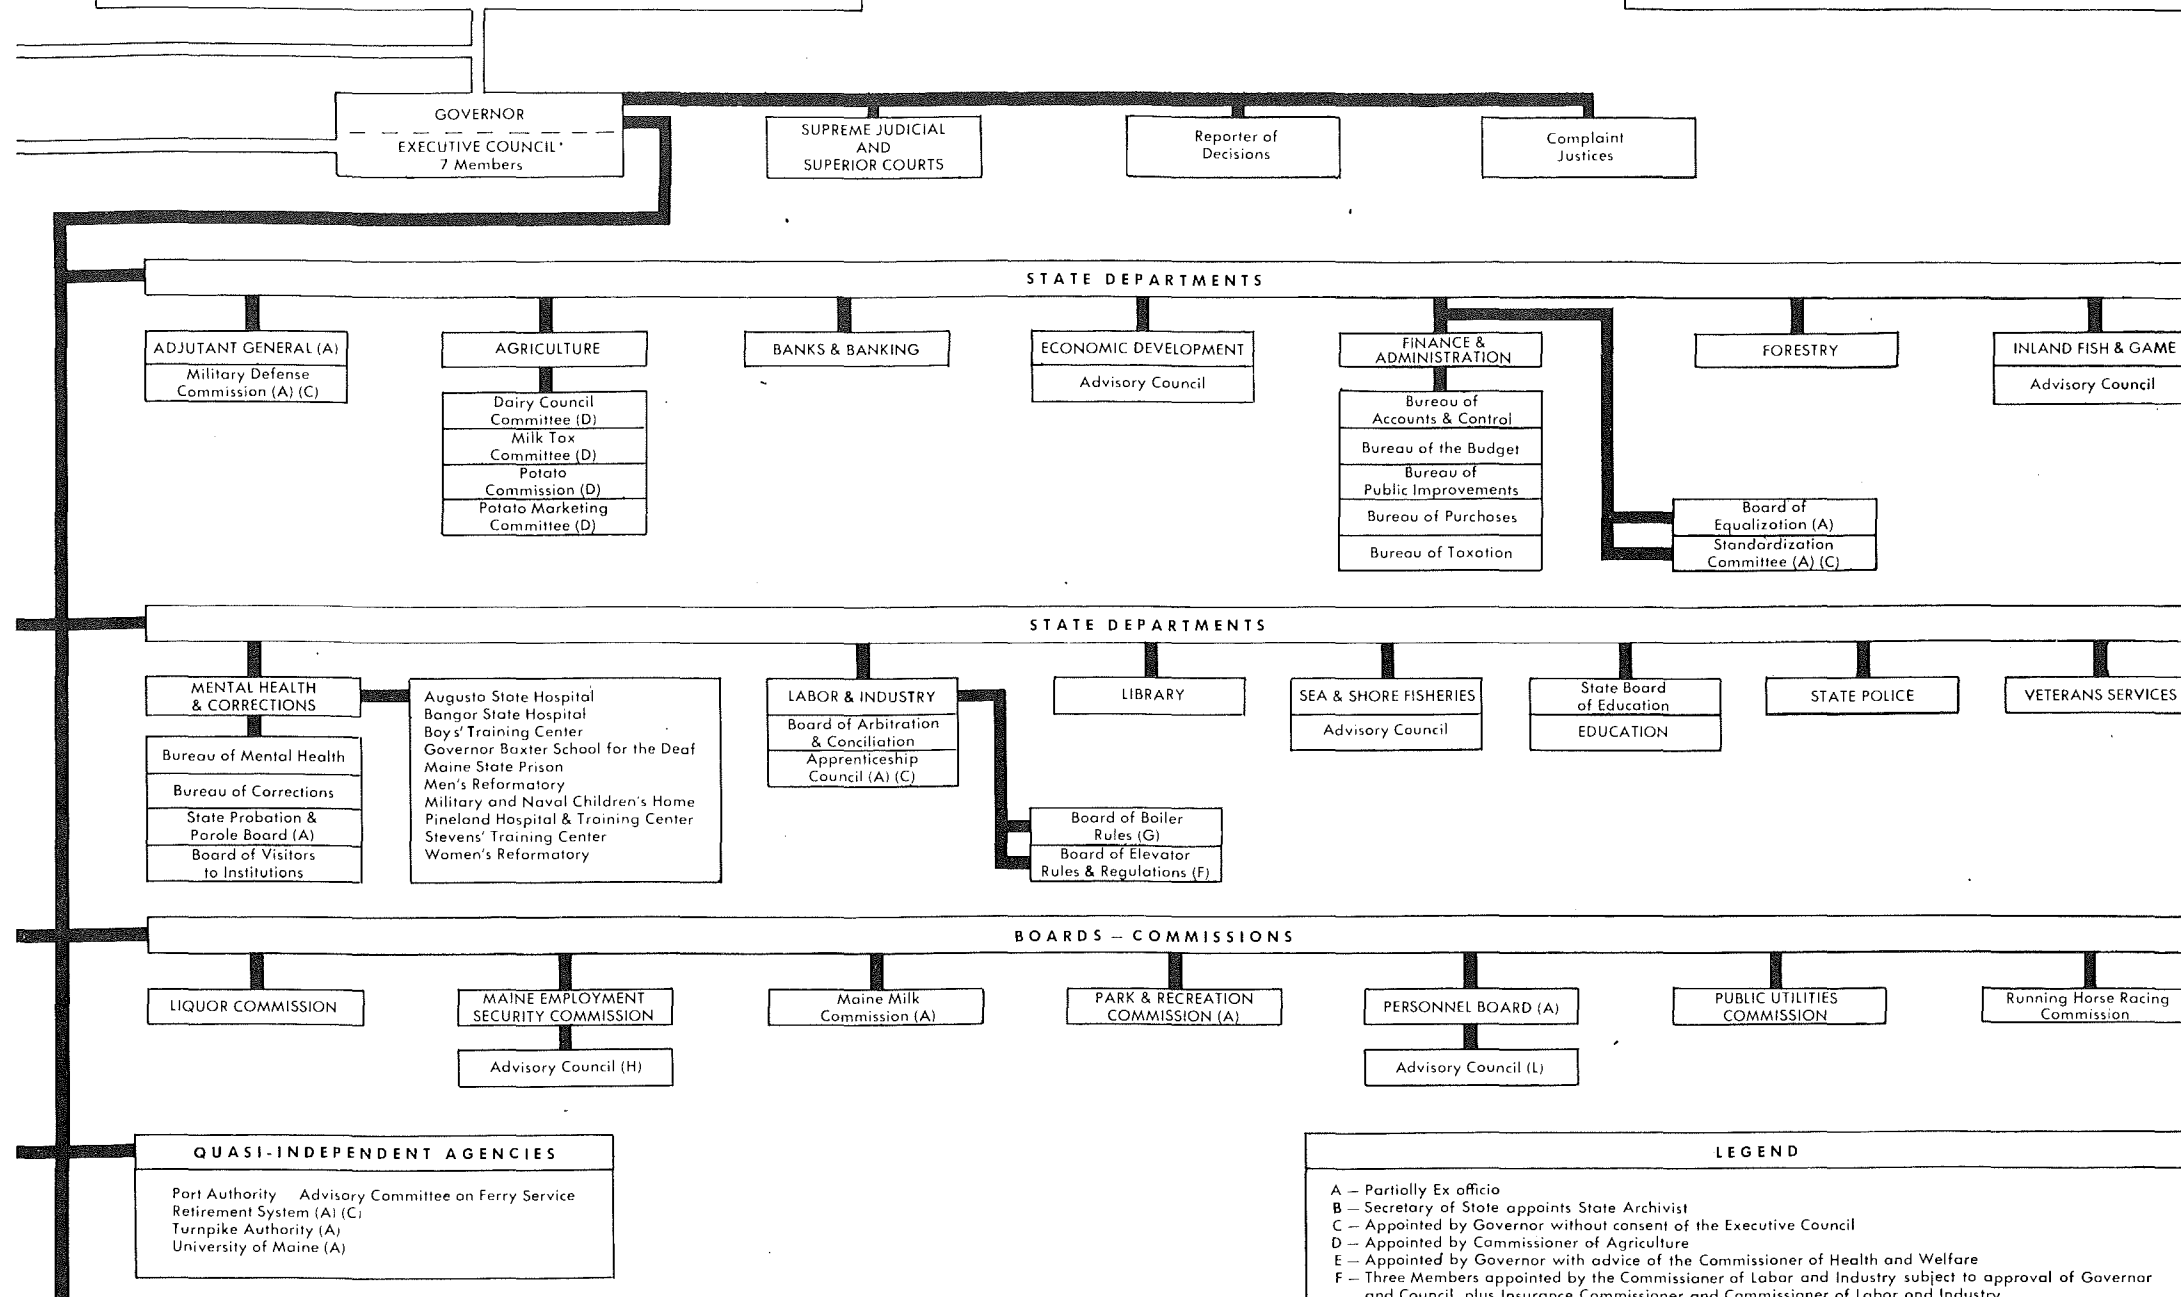 GOVERNOR
EXECUTIVE COUNCIL*
7 Members
SUPREME JUDICIAL
AND
SUPERIOR COURTS
Reporter of
Decisions
Complaint
Justices
STATE DEPARTMENTS
ADJUTANT GENERAL (A)
Military Defense
Commission (A) (C)
AGRICULTURE
Dairy Council
Committee (D)
Milk Tax
Committee (D)
Potato
Commission (D)
Potato Marketing
Committee (D)
BANKS & BANKING
ECONOMIC DEVELOPMENT
Advisory Council
FINANCE &
ADMINISTRATION
Bureau of
Accounts & Control
Bureau of the Budget
Bureau of
Public Improvements
Bureau of Purchases
Bureau of Taxation
Board of
Equalization (A)
Standardization
Committee (A) (C)
FORESTRY
INLAND FISH & GAME
Advisory Council
STATE DEPARTMENTS
MENTAL HEALTH
& CORRECTIONS
Bureau of Mental Health
Bureau of Corrections
State Probation &
Parole Board (A)
Board of Visitors
to Institutions
Augusta State Hospital
Bangor State Hospital
Boys' Training Center
Governor Baxter School for the Deaf
Maine State Prison
Men's Reformatory
Military and Naval Children's Home
Pineland Hospital & Training Center
Stevens' Training Center
Women's Reformatory
LABOR & INDUSTRY
Board of Arbitration
& Conciliation
Apprenticeship
Council (A) (C)
Board of Boiler
Rules (G)
Board of Elevator
Rules & Regulations (F)
LIBRARY
SEA & SHORE FISHERIES
Advisory Council
State Board
of Education
EDUCATION
STATE POLICE
VETERANS SERVICES
BOARDS – COMMISSIONS
LIQUOR COMMISSION
MAINE EMPLOYMENT
SECURITY COMMISSION
Advisory Council (H)
Maine Milk
Commission (A)
PARK & RECREATION
COMMISSION (A)
PERSONNEL BOARD (A)
Advisory Council (L)
PUBLIC UTILITIES
COMMISSION
Running Horse Racing
Commission
QUASI-INDEPENDENT AGENCIES
Port Authority Advisory Committee on Ferry Service
Retirement System (A) (C)
Turnpike Authority (A)
University of Maine (A)
LEGEND
A – Partially Ex officio
B – Secretary of State appoints State Archivist
C – Appointed by Governor without consent of the Executive Council
D – Appointed by Commissioner of Agriculture
E – Appointed by Governor with advice of the Commissioner of Health and Welfare
F – Three Members appointed by the Commissioner of Labor and Industry subject to approval of Governor
and Council, plus Insurance Commissioner and Commissioner of Labor and Industry